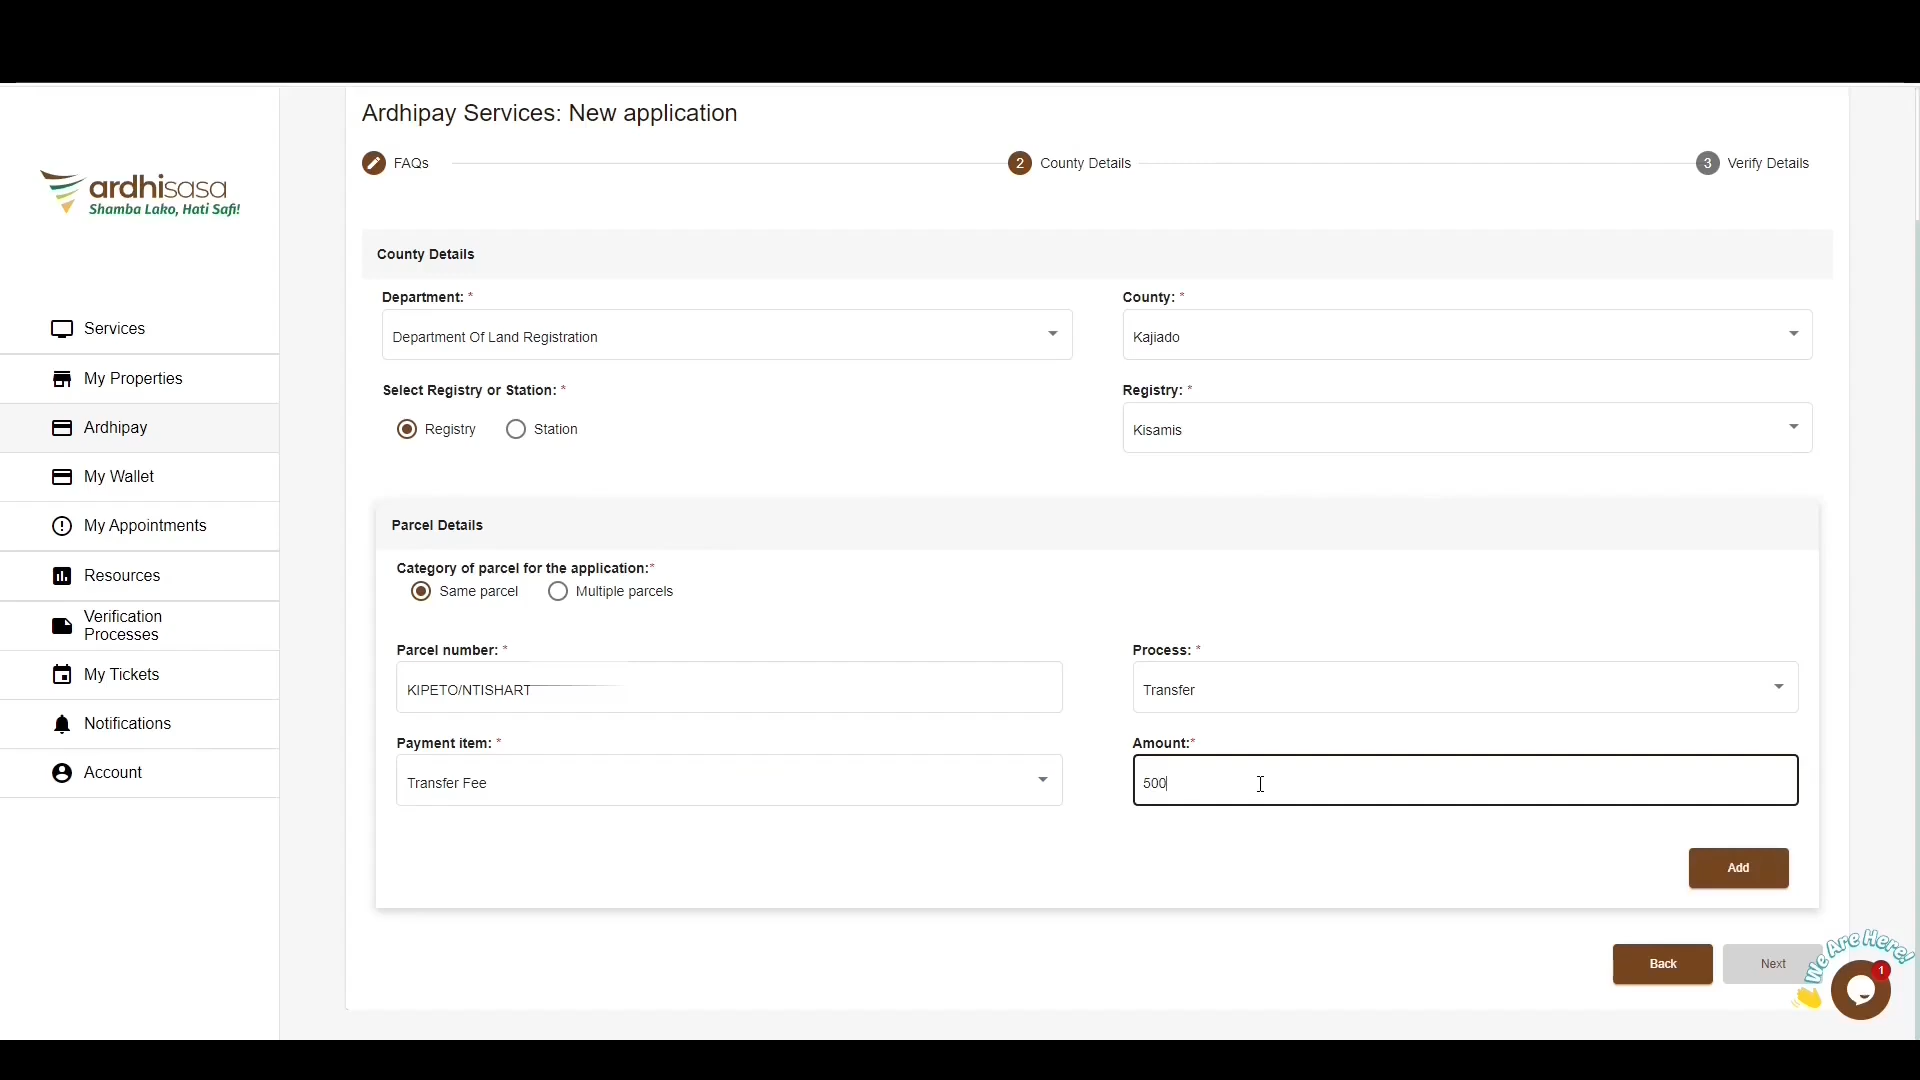 Ardhipay Services: New application
FAQs
2 County Details
3 Verify Details
ardhisasa
Shamba Lako, Hati Safi!
Services
My Properties
Ardhipay
My Wallet
My Appointments
Resources
Verification
Processes
My Tickets
Notifications
Account
County Details
Department: *
County: *
Department Of Land Registration
Kajiado
Select Registry or Station: *
Registry: *
Registry
Station
Kisamis
Parcel Details
Category of parcel for the application:*
Same parcel
Multiple parcels
Parcel number: *
Process: *
KIPETO/NTISHART
Transfer
Payment item: *
Amount:*
Transfer Fee
500
Add
Back
Next
We Are Here!
1